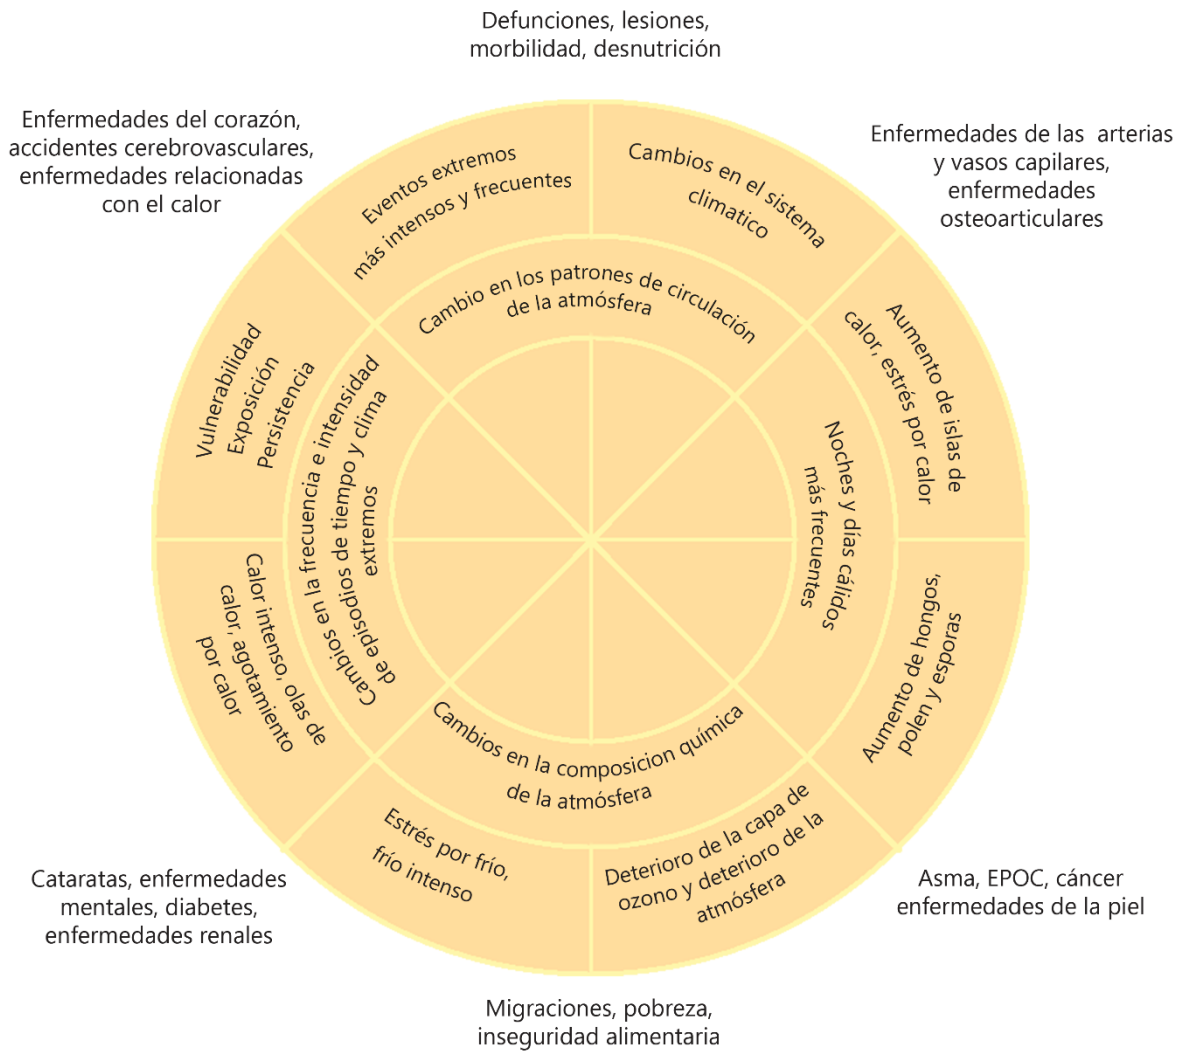 Defunciones, lesiones,
morbilidad, desnutrición
Enfermedades del corazón,
accidentes cerebrovasculares,
enfermedades relacionadas
con el calor
Enfermedades de las arterias
y vasos capilares,
enfermedades
osteoarticulares
Eventos extremos
más intensos y frecuentes
Cambios en el sistema
climatico
Cambio en los patrones de circulación
de la atmósfera
Vulnerabilidad
Exposición
Persistencia
Cambios en la frecuencia e intensidad
de episodios de tiempo y clima
extremos
Aumento de islas de
calor, estrés por calor
Noches y días cálidos
más frecuentes
Calor intenso, olas de
calor, agotamiento
por calor
Aumento de hongos,
polen y esporas
Cambios en la composicion química
de la atmósfera
Estrés por frío,
frío intenso
Deterioro de la capa de
ozono y deterioro de la
atmósfera
Cataratas, enfermedades
mentales, diabetes,
enfermedades renales
Asma, EPOC, cáncer
enfermedades de la piel
Migraciones, pobreza,
inseguridad alimentaria